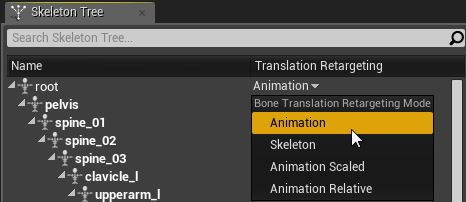 Skeleton Tree
Search Skeleton Tree...
Name Translation Retargeting
root Animation
pelvis Bone Translation Retargeting Mode
spine_01 Animation
spine_02 Skeleton
spine_03 Animation Scaled
clavicle_l Animation Relative
upperarm_l